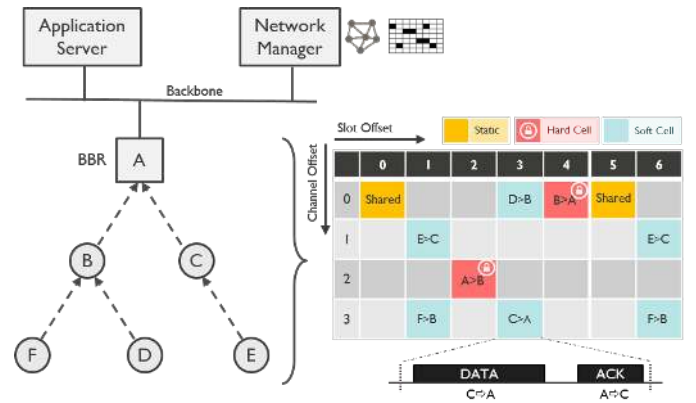 Application
Server
Network
Manager
Backbone
BBR
A
B
C
F
D
E
Slot Offset
Channel Offset
Static
Hard Cell
Soft Cell
0 1 2 3 4 5 6
0 Shared D>B B>A Shared
1 E>C E>C
2 A>B
3 F>B C>A F>B
DATA ACK
C⇨A A⇨C